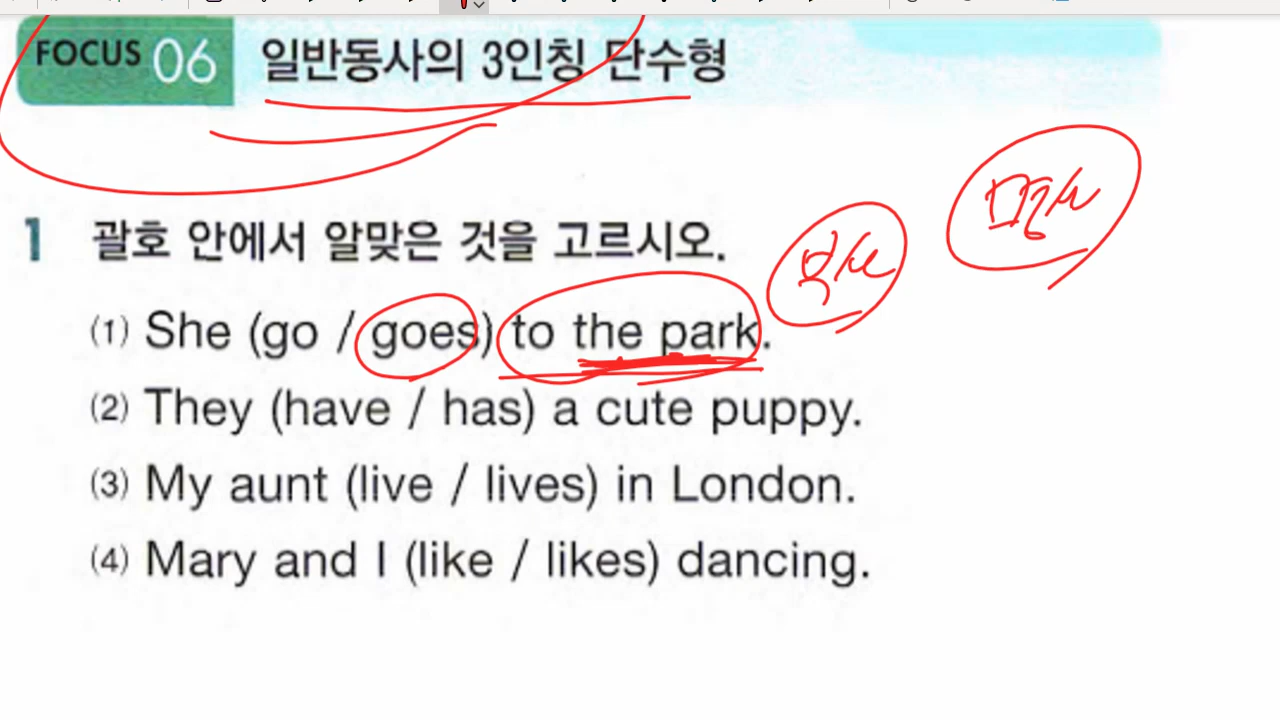 FOCUS 06 일반동사의 3인칭 단수형
1 괄호 안에서 알맞은 것을 고르시오.
(1) She (go / goes) to the park.
(2) They (have / has) a cute puppy.
(3) My aunt (live / lives) in London.
(4) Mary and I (like / likes) dancing.